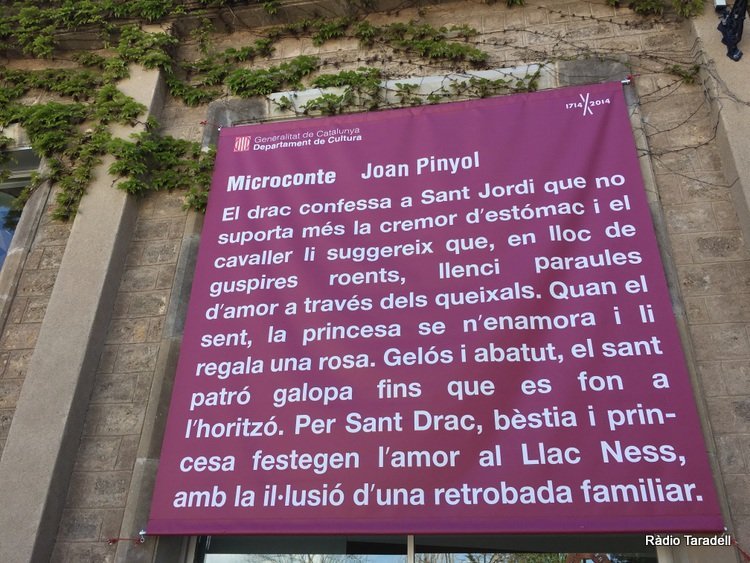 Generalitat de Catalunya
Departament de Cultura
1714 2014
Microconte Joan Pinyol
El drac confessa a Sant Jordi que no
suporta més la cremor d'estómac i el
cavaller li suggereix que, en lloc de
guspires roents, llenci paraules
d'amor a través dels queixals. Quan el
sent, la princesa se n'enamora i li
regala una rosa. Gelós i abatut, el sant
patró galopa fins que es fon a
l'horitzó. Per Sant Drac, bèstia i prin-
cesa festegen l'amor al Llac Ness,
amb la il·lusió d'una retrobada familiar.
Ràdio Taradell